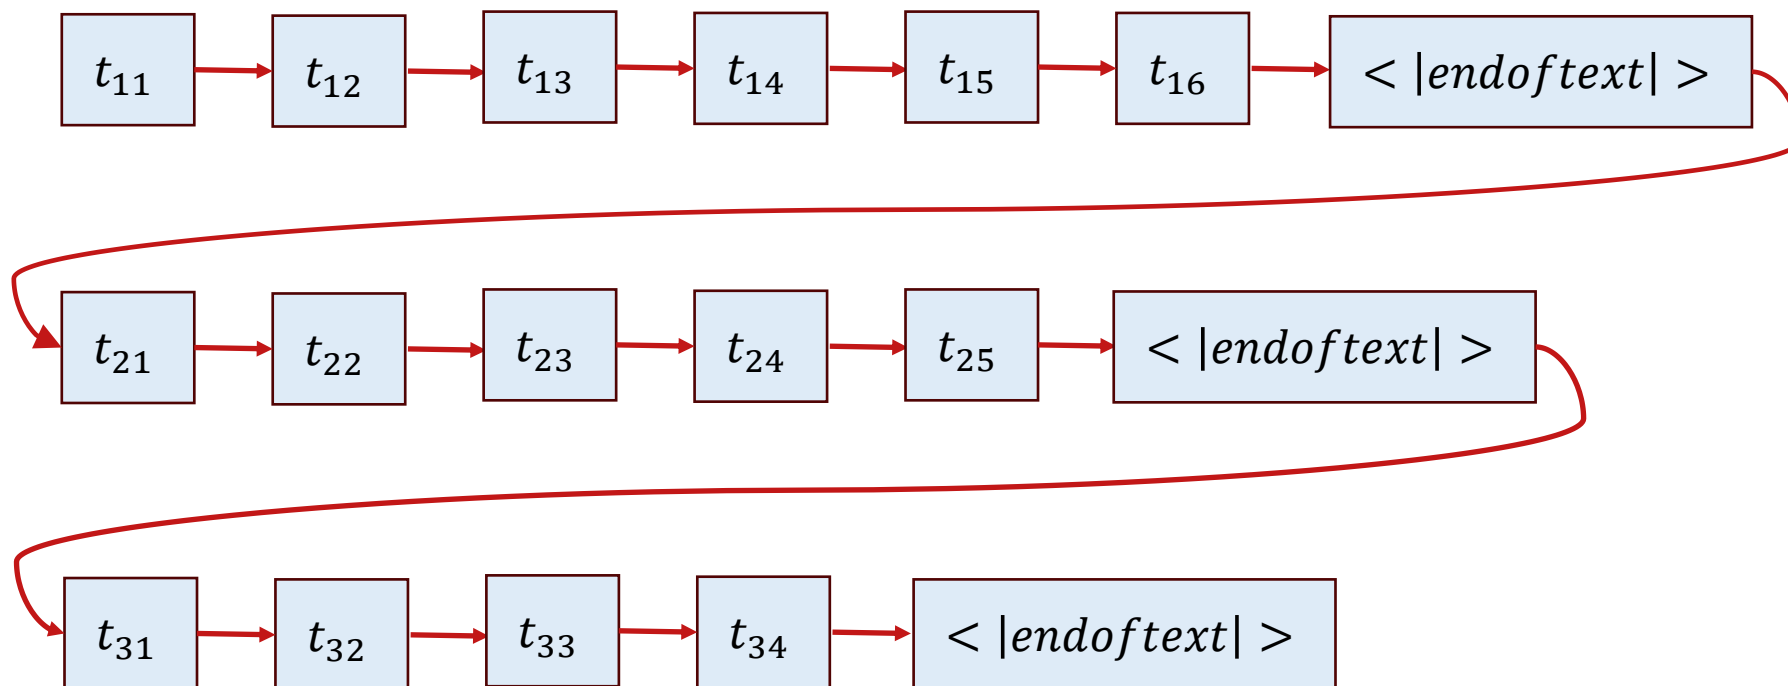 t₁₁ t₁₂ t₁₃ t₁₄ t₁₅ t₁₆ < |endoftext| >
t₂₁ t₂₂ t₂₃ t₂₄ t₂₅ < |endoftext| >
t₃₁ t₃₂ t₃₃ t₃₄ < |endoftext| >